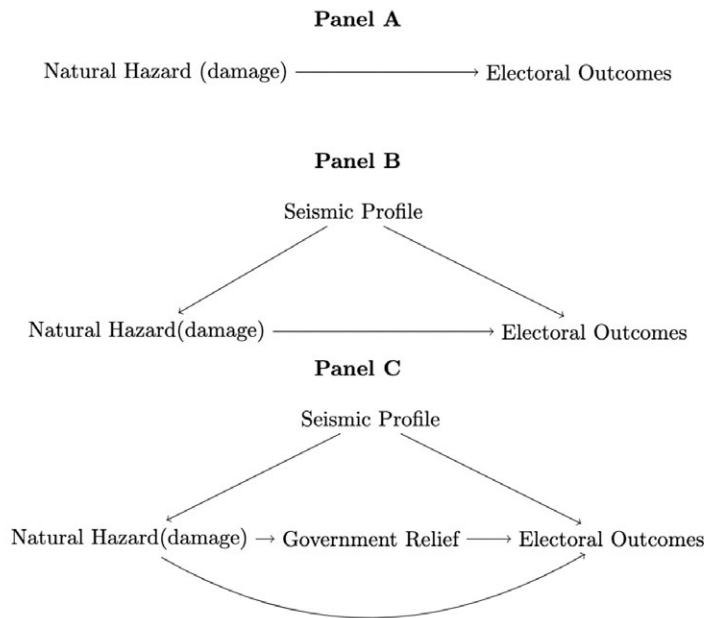 Panel A
Natural Hazard (damage) Electoral Outcomes
Panel B
Seismic Profile
Natural Hazard(damage) Electoral Outcomes
Panel C
Seismic Profile
Natural Hazard(damage) Government Relief Electoral Outcomes